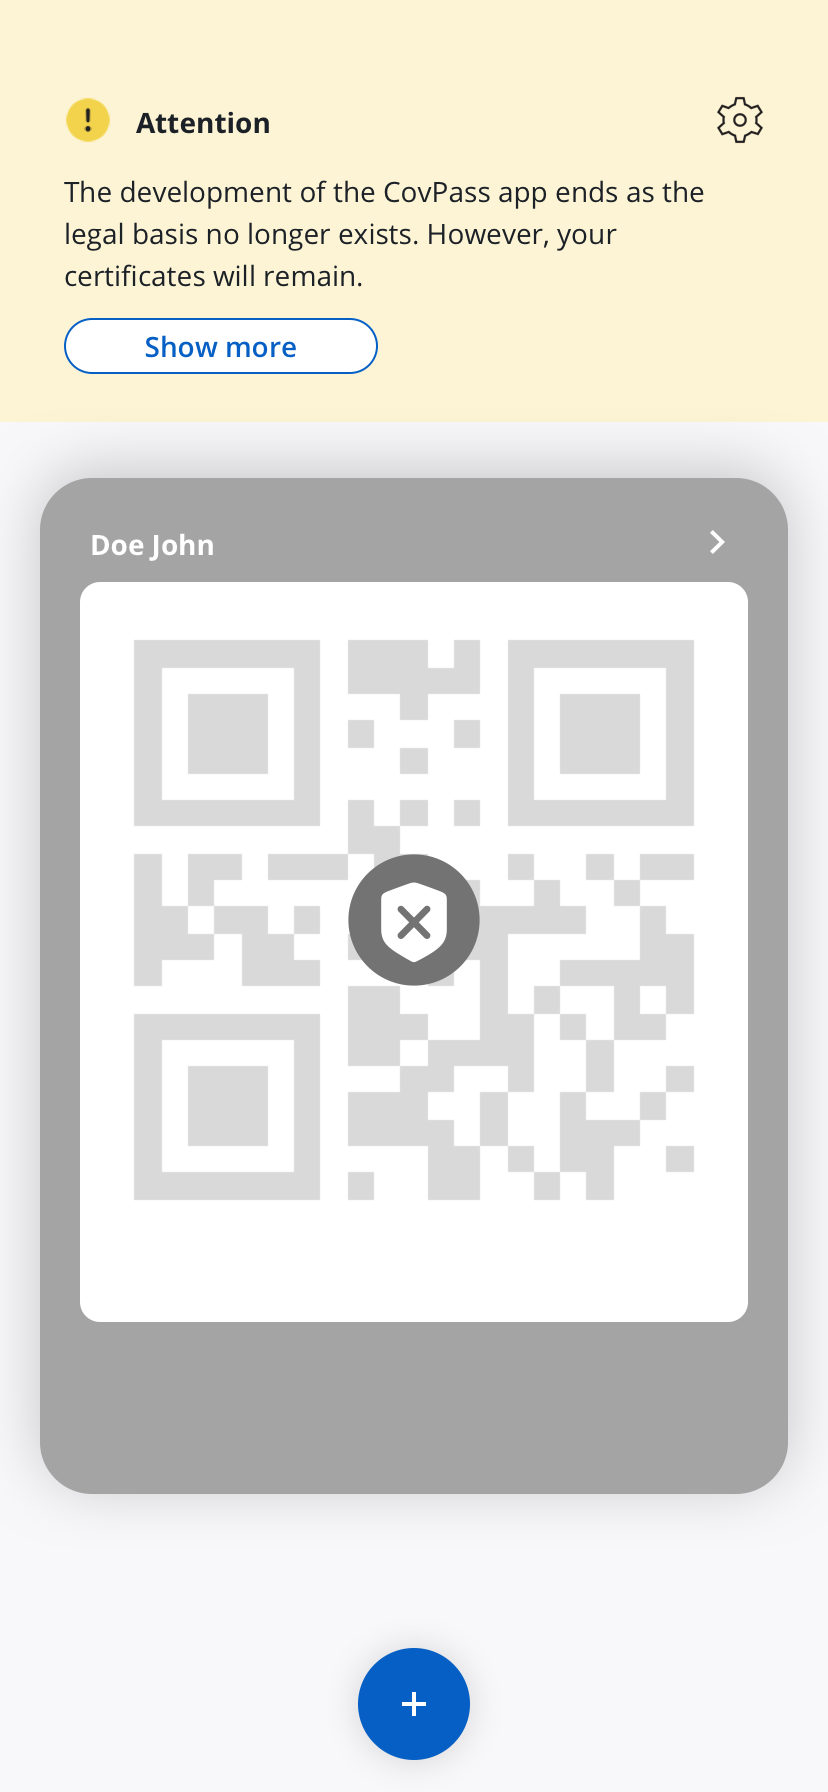 Attention
The development of the CovPass app ends as the
legal basis no longer exists. However, your
certificates will remain.
Show more
Doe John